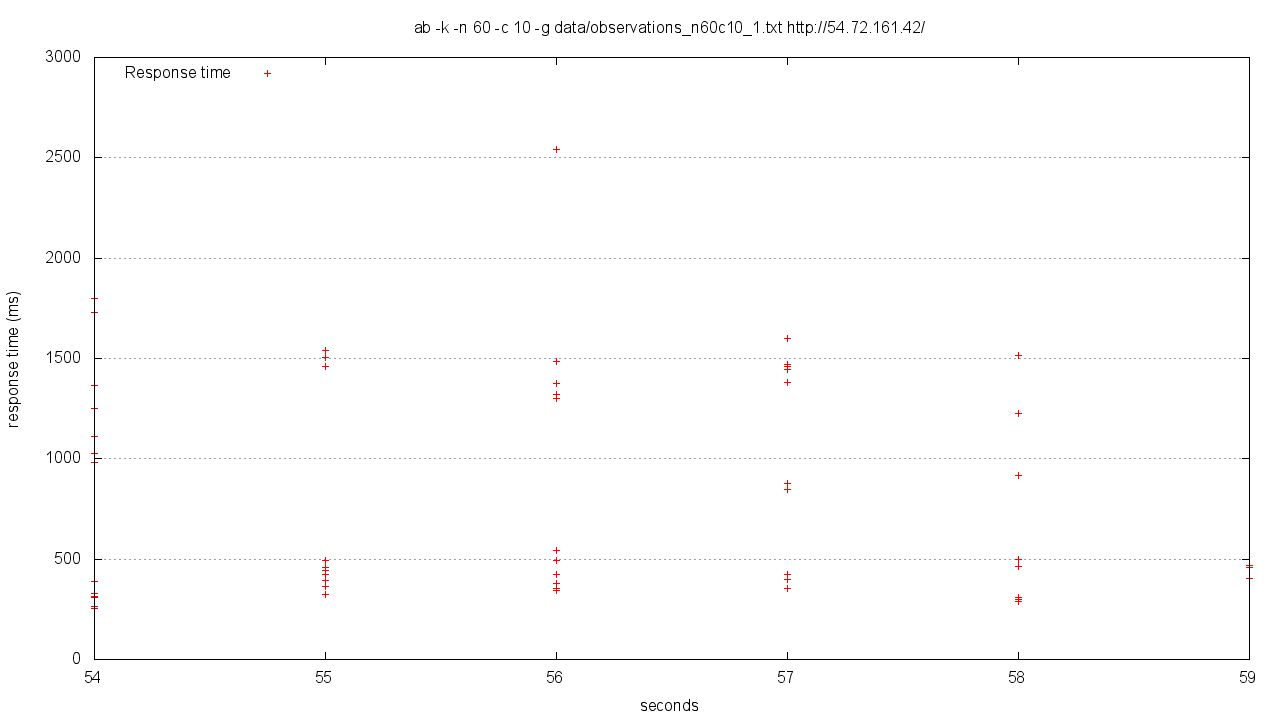 ab -k -n 60 -c 10 -g data/observations_n60c10_1.txt http://54.72.161.42/
3000
Response time
2500
2000
1500
1000
500
0
response time (ms)
54 55 56 57 58 59
seconds